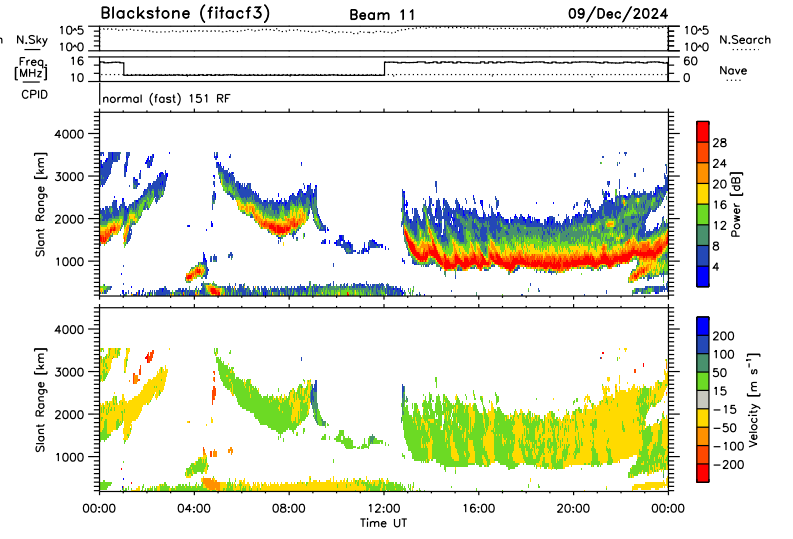 Blackstone (fitacf3) Beam 11 09/Dec/2024
n N.Sky 10^5 10^0 10^5 10^0 N.Search
Freq. [MHz] 16 10 60 0 Nave
CPID normal (fast) 151 RF
Slant Range [km]
4000
3000
2000
1000
28
24
20
16
12
8
4
Power [dB]
Slant Range [km]
4000
3000
2000
1000
200
100
50
15
−15
−50
−100
−200
Velocity [m s⁻¹]
00:00 04:00 08:00 12:00 16:00 20:00 00:00
Time UT